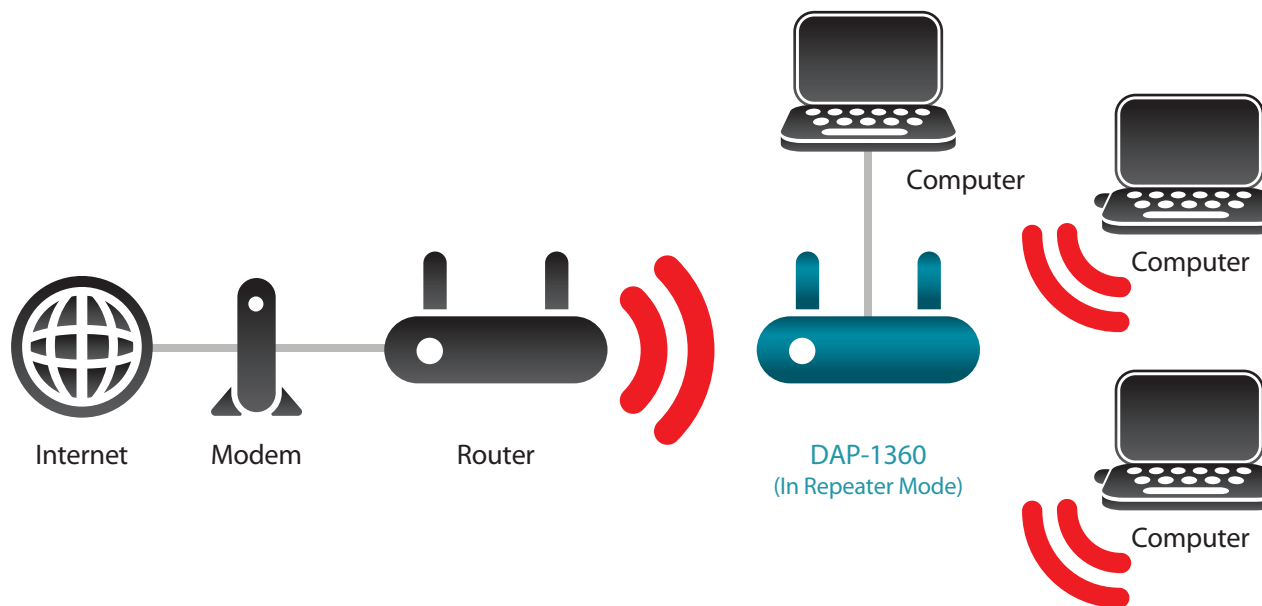 Computer
Computer
Internet
Modem
Router
DAP-1360
(In Repeater Mode)
Computer